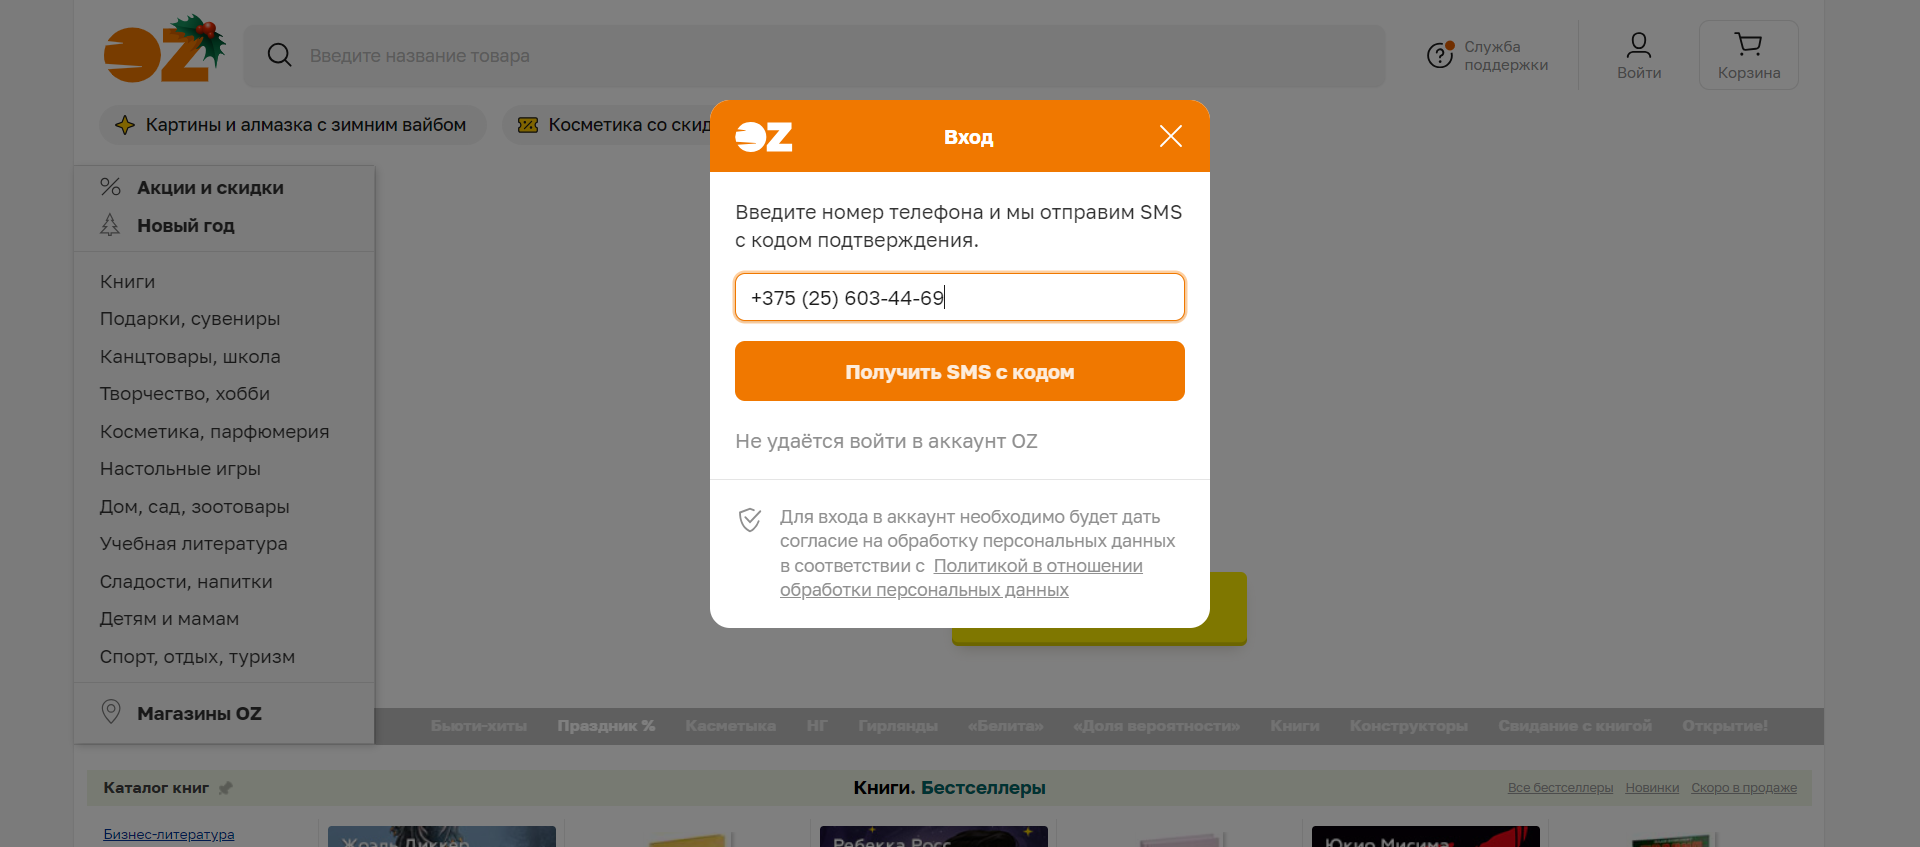 OZ
Введите название товара
Служба
поддержки
Войти
Корзина
Картины и алмазка с зимним вайбом
Косметика со скид
OZ
Вход
Введите номер телефона и мы отправим SMS
с кодом подтверждения.
+375 (25) 603-44-69
Получить SMS с кодом
Не удаётся войти в аккаунт OZ
Для входа в аккаунт необходимо будет дать
согласие на обработку персональных данных
в соответствии с Политикой в отношении
обработки персональных данных
Акции и скидки
Новый год
Книги
Подарки, сувениры
Канцтовары, школа
Творчество, хобби
Косметика, парфюмерия
Настольные игры
Дом, сад, зоотовары
Учебная литература
Сладости, напитки
Детям и мамам
Спорт, отдых, туризм
Магазины OZ
Бьюти-хиты
Праздник %
Касметыка
НГ
Гирлянды
«Белита»
«Доля вероятности»
Книги
Конструкторы
Свидание с книгой
Открытие!
Каталог книг
Книги. Бестселлеры
Все бестселлеры
Новинки
Скоро в продаже
Бизнес-литература
Жоэль Диккер
Ребекка Росс
Юкио Мисима